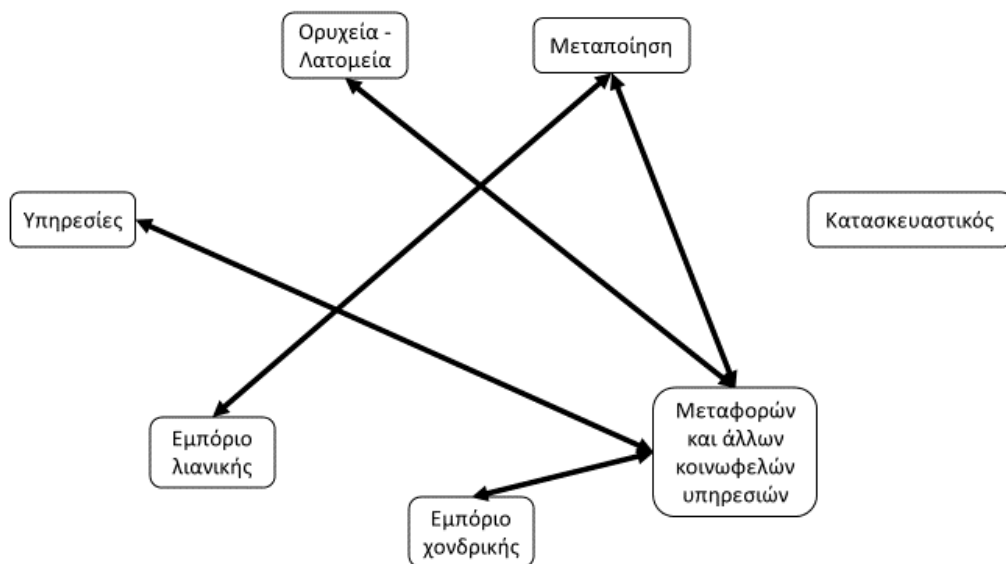 Ορυχεία -
Λατομεία
Μεταποίηση
Υπηρεσίες
Κατασκευαστικός
Εμπόριο
λιανικής
Μεταφορών
και άλλων
κοινωφελών
υπηρεσιών
Εμπόριο
χονδρικής